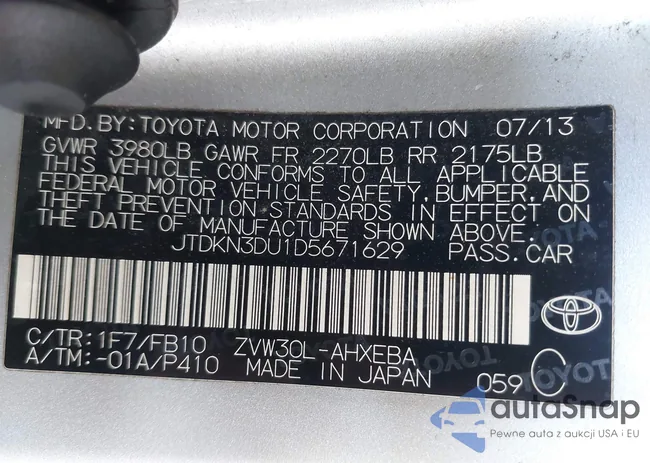 MFD.BY:TOYOTA MOTOR CORPORATION 07/13
GVWR 3980LB GAWR FR 2270LB RR 2175LB
THIS VEHICLE CONFORMS TO ALL APPLICABLE
FEDERAL MOTOR VEHICLE SAFETY,BUMPER,AND
THEFT PREVENTION STANDARDS IN EFFECT ON
THE DATE OF MANUFACTURE SHOWN ABOVE.
JTDKN3DU1D5671629 PASS.CAR
C/TR:1F7/FB10 ZVW30L-AHXEBA
A/TM:-01A/P410 MADE IN JAPAN 059 C
TOYOTA
autoSnap
Pewne auta z aukcji USA i EU